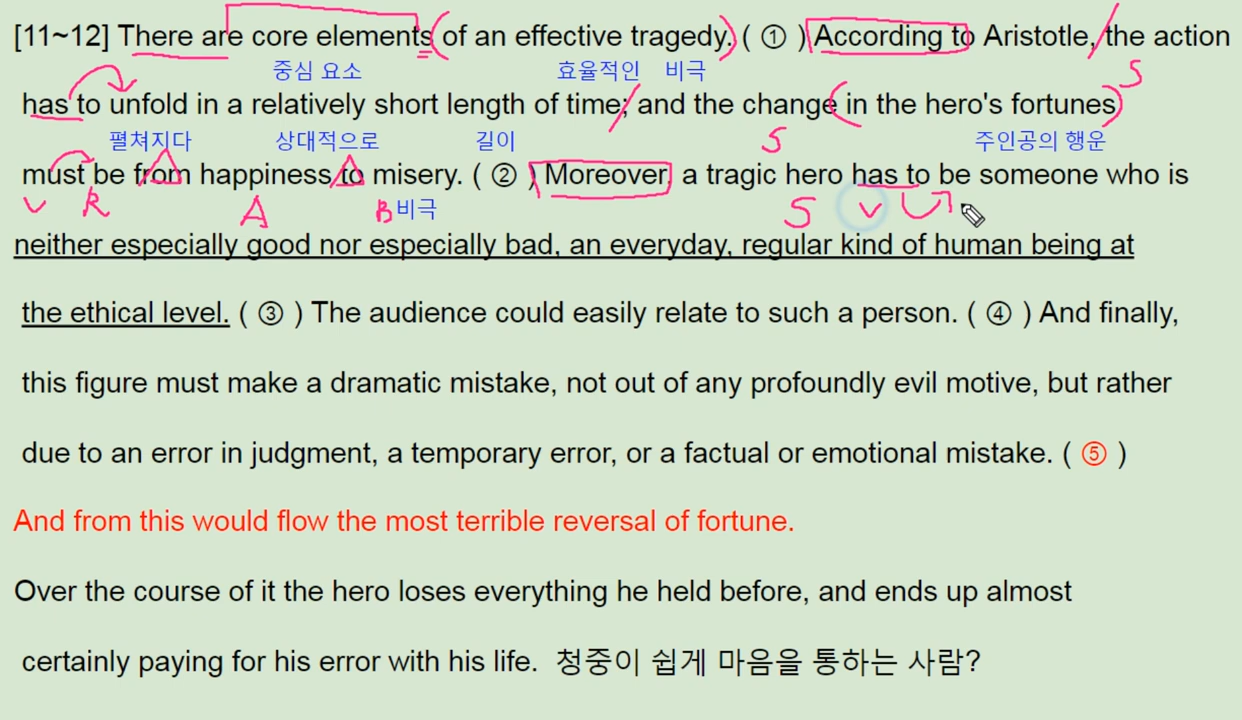 [11~12] There are core elements of an effective tragedy. ( ① ) According to Aristotle, the action
중심 요소 효율적인 비극 S
has to unfold in a relatively short length of time; and the change in the hero's fortunes
펼쳐지다 상대적으로 길이 S 주인공의 행운
must be from happiness to misery. ( ② ) Moreover, a tragic hero has to be someone who is
V R A B 비극 S V
neither especially good nor especially bad, an everyday, regular kind of human being at
the ethical level. ( ③ ) The audience could easily relate to such a person. ( ④ ) And finally,
this figure must make a dramatic mistake, not out of any profoundly evil motive, but rather
due to an error in judgment, a temporary error, or a factual or emotional mistake. ( ⑤ )
And from this would flow the most terrible reversal of fortune.
Over the course of it the hero loses everything he held before, and ends up almost
certainly paying for his error with his life. 청중이 쉽게 마음을 통하는 사람?